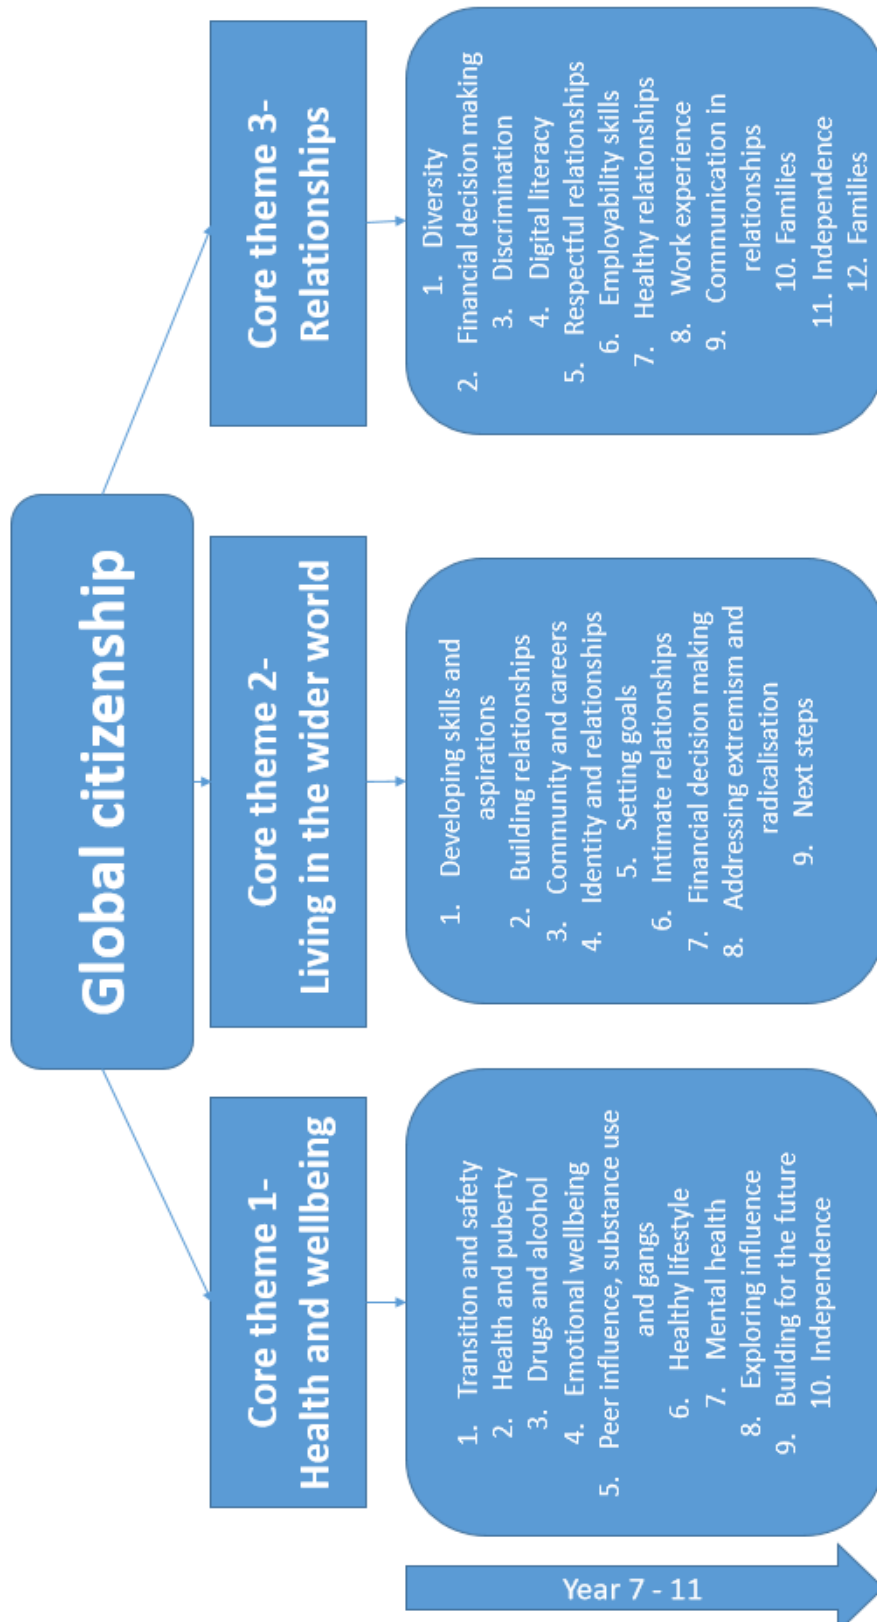 Global citizenship
Core theme 1-
Health and wellbeing
Core theme 2-
Living in the wider world
Core theme 3-
Relationships
Year 7 - 11
1. Transition and safety
2. Health and puberty
3. Drugs and alcohol
4. Emotional wellbeing
5. Peer influence, substance use
and gangs
6. Healthy lifestyle
7. Mental health
8. Exploring influence
9. Building for the future
10. Independence
1. Developing skills and
aspirations
2. Building relationships
3. Community and careers
4. Identity and relationships
5. Setting goals
6. Intimate relationships
7. Financial decision making
8. Addressing extremism and
radicalisation
9. Next steps
1. Diversity
2. Financial decision making
3. Discrimination
4. Digital literacy
5. Respectful relationships
6. Employability skills
7. Healthy relationships
8. Work experience
9. Communication in
relationships
10. Families
11. Independence
12. Families